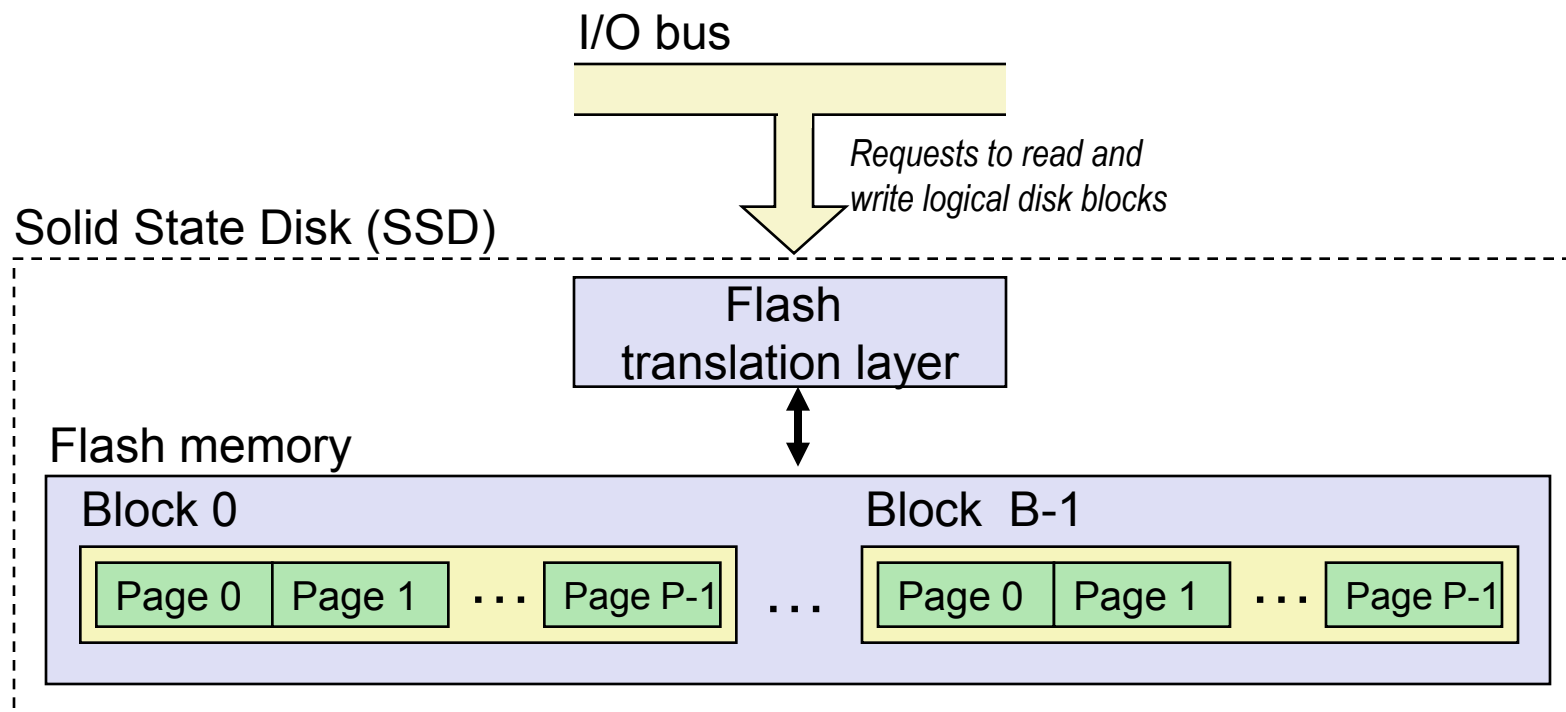 I/O bus
Requests to read and
write logical disk blocks
Solid State Disk (SSD)
Flash
translation layer
Flash memory
Block 0
Block B-1
Page 0 Page 1 ... Page P-1 ... Page 0 Page 1 ... Page P-1